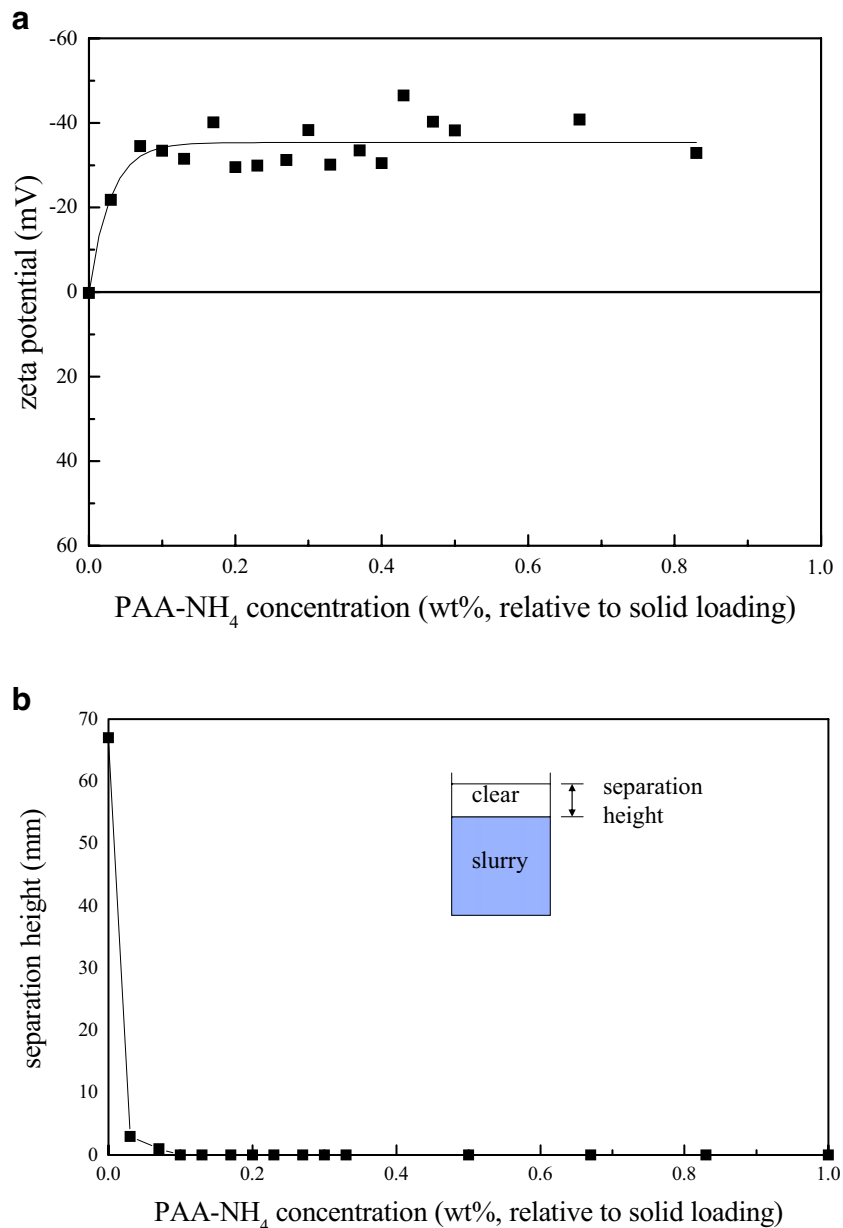 a
-60
-40
-20
0
20
40
60
zeta potential (mV)
0.0 0.2 0.4 0.6 0.8 1.0
PAA-NH4 concentration (wt%, relative to solid loading)
b
70
60
50
40
30
20
10
0
separation height (mm)
clear
separation
height
slurry
0.0 0.2 0.4 0.6 0.8 1.0
PAA-NH4 concentration (wt%, relative to solid loading)